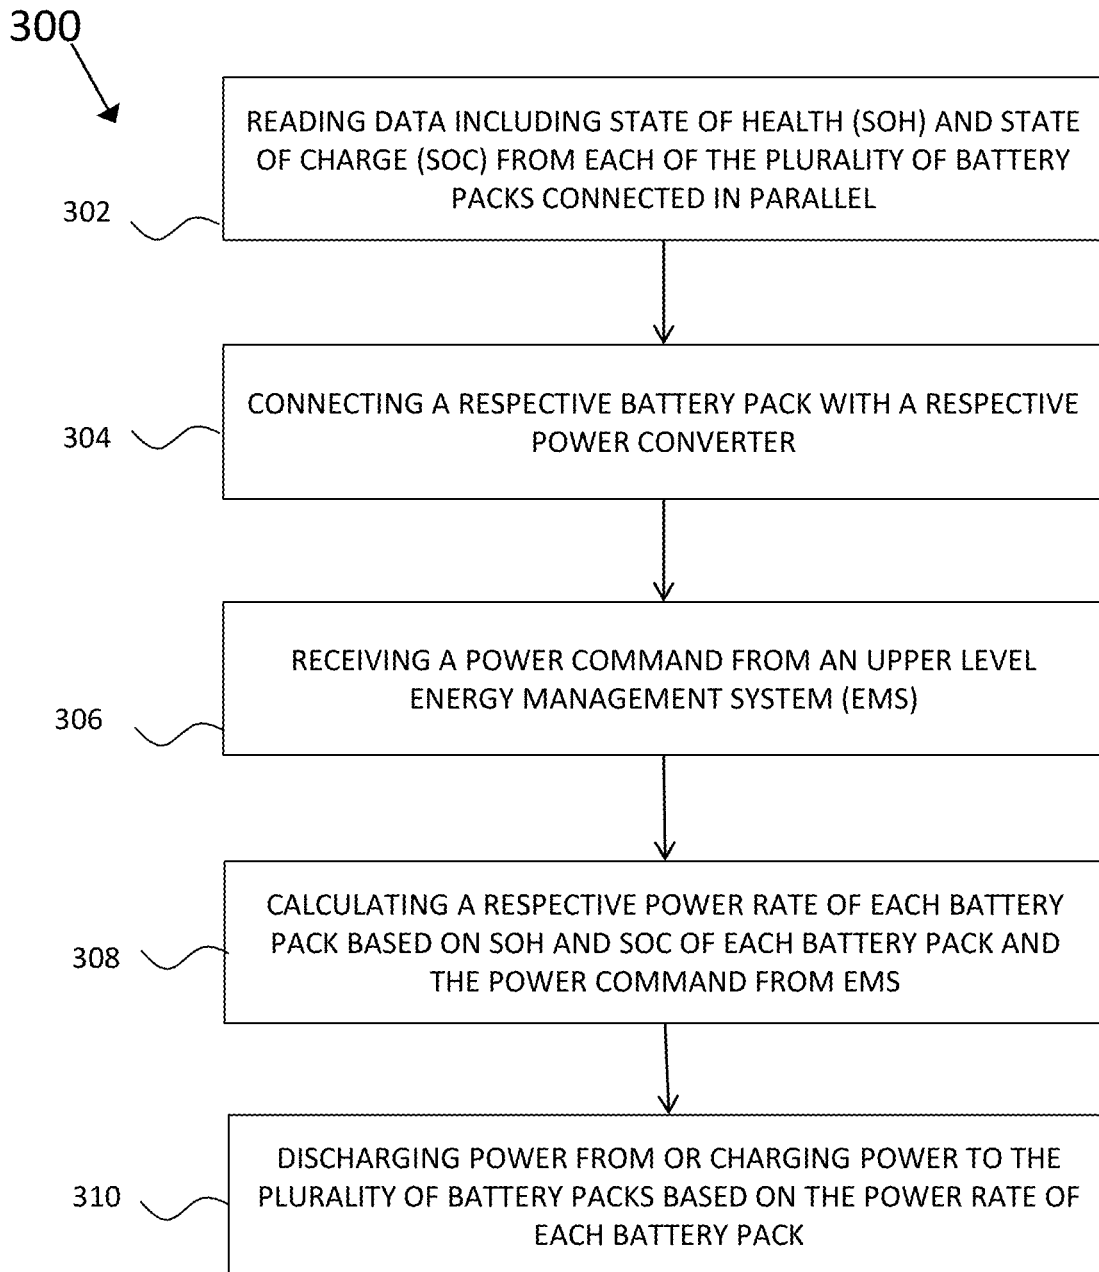 300
READING DATA INCLUDING STATE OF HEALTH (SOH) AND STATE
OF CHARGE (SOC) FROM EACH OF THE PLURALITY OF BATTERY
PACKS CONNECTED IN PARALLEL
302
CONNECTING A RESPECTIVE BATTERY PACK WITH A RESPECTIVE
POWER CONVERTER
304
RECEIVING A POWER COMMAND FROM AN UPPER LEVEL
ENERGY MANAGEMENT SYSTEM (EMS)
306
CALCULATING A RESPECTIVE POWER RATE OF EACH BATTERY
PACK BASED ON SOH AND SOC OF EACH BATTERY PACK AND
THE POWER COMMAND FROM EMS
308
DISCHARGING POWER FROM OR CHARGING POWER TO THE
PLURALITY OF BATTERY PACKS BASED ON THE POWER RATE OF
EACH BATTERY PACK
310